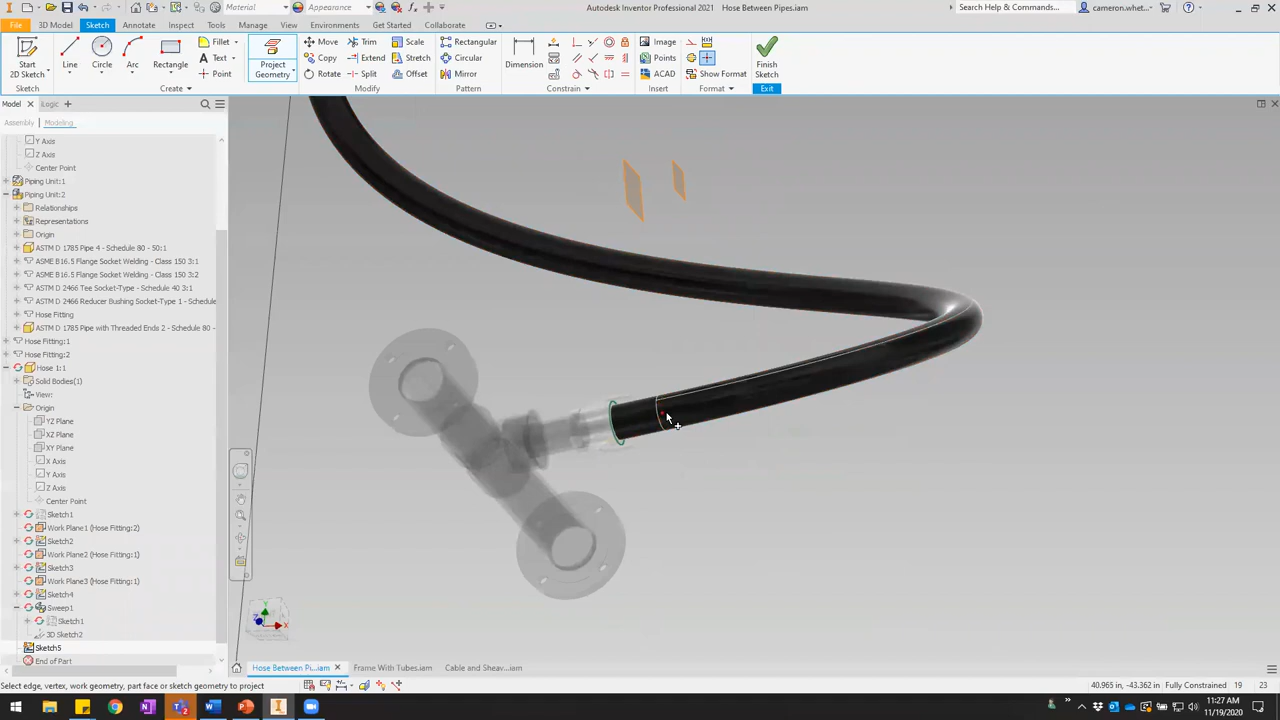 Material
Appearance
Autodesk Inventor Professional 2021 Hose Between Pipes.iam
Search Help & Commands...
cameron.whet...
File 3D Model Sketch Annotate Inspect Tools Manage View Environments Get Started Collaborate
Start
2D Sketch
Line
Circle
Arc
Rectangle
Fillet
Text
Point
Project
Geometry
Move
Copy
Rotate
Trim
Extend
Split
Scale
Stretch
Offset
Rectangular
Circular
Mirror
Dimension
Image
Points
ACAD
Show Format
Finish
Sketch
Sketch Create Modify Pattern Constrain Insert Format Exit
Model Logic
Assembly Modeling
Y Axis
Z Axis
Center Point
Piping Unit:1
Piping Unit:2
Relationships
Representations
Origin
ASTM D 1785 Pipe 4 - Schedule 80 - 50:1
ASME B16.5 Flange Socket Welding - Class 150 3:1
ASME B16.5 Flange Socket Welding - Class 150 3:2
ASTM D 2466 Tee Socket-Type - Schedule 40 3:1
ASTM D 2466 Reducer Bushing Socket-Type 1 - Schedule
Hose Fitting
ASTM D 1785 Pipe with Threaded Ends 2 - Schedule 80 -
Hose Fitting:1
Hose Fitting:2
Hose 1:1
Solid Bodies(1)
View:
Origin
YZ Plane
XZ Plane
XY Plane
X Axis
Y Axis
Z Axis
Center Point
Sketch1
Work Plane1 (Hose Fitting:2)
Sketch2
Work Plane2 (Hose Fitting:2)
Sketch3
Work Plane3 (Hose Fitting:2)
Sketch4
Sweep1
Sketch1
3D Sketch2
Sketch5
End of Part
Y
Z
X
Hose Between Pi...iam Frame With Tubes.iam Cable and Sheav...iam
Select edge, vertex, work geometry, part face or sketch geometry to project
40.965 in, -43.362 in Fully Constrained 19 23
11:27 AM
11/19/2020